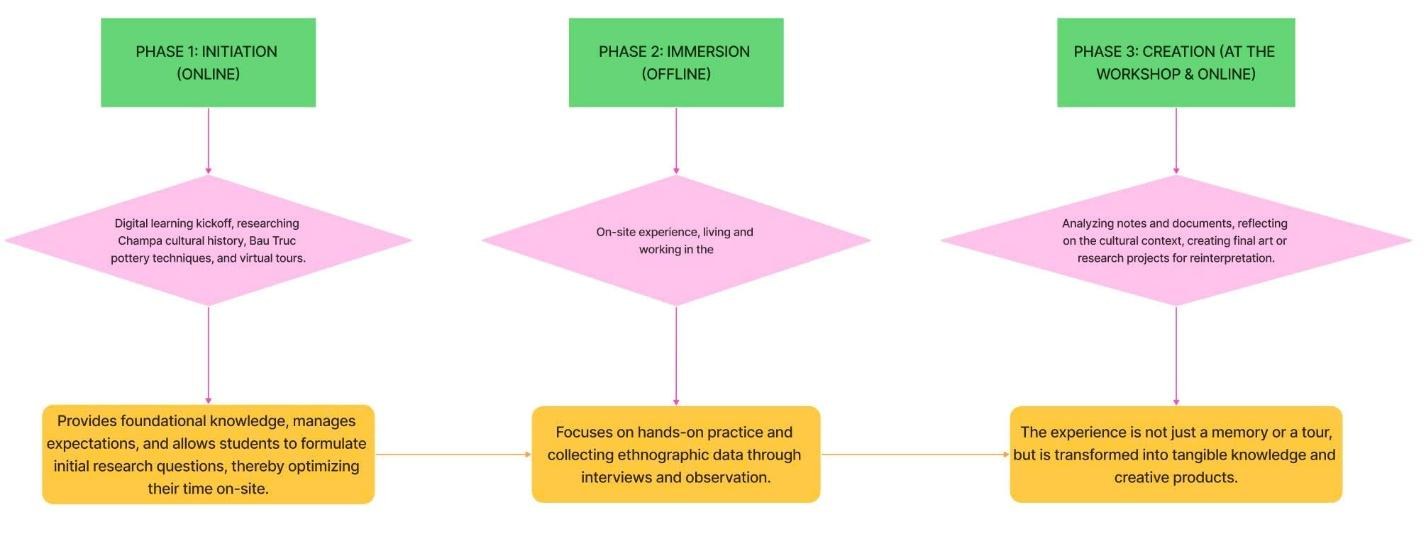 PHASE 1: INITIATION
(ONLINE)
PHASE 2: IMMERSION
(OFFLINE)
PHASE 3: CREATION (AT THE
WORKSHOP & ONLINE)
Digital learning kickoff, researching
Champa cultural history, Bau Truc
pottery techniques, and virtual tours.
On-site experience, living and
working in the
Analyzing notes and documents, reflecting
on the cultural context, creating final art or
research projects for reinterpretation.
Provides foundational knowledge, manages
expectations, and allows students to formulate
initial research questions, thereby optimizing
their time on-site.
Focuses on hands-on practice and
collecting ethnographic data through
interviews and observation.
The experience is not just a memory or a tour,
but is transformed into tangible knowledge and
creative products.